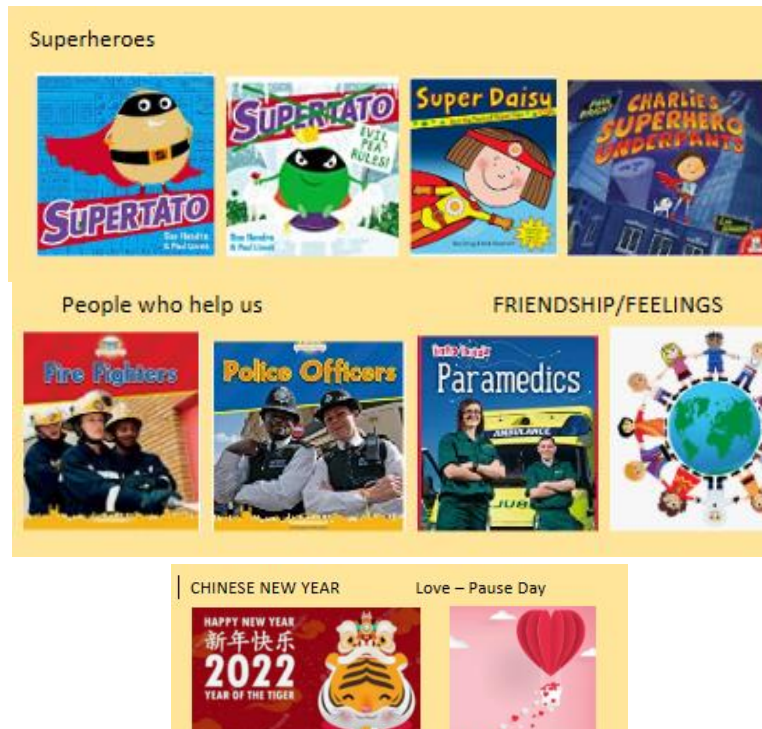 Superheroes
SUPERTATO
Sue Hendra
& Paul Linnet
SUPERTATO
EVIL
PEA
RULES!
Sue Hendra
& Paul Linnet
Super Daisy
CHARLIE'S
SUPERHERO
UNDERPANTS
People who help us
FRIENDSHIP/FEELINGS
Fire Fighters
Police Officers
Paramedics
AMBULANCE
CHINESE NEW YEAR
Love – Pause Day
HAPPY NEW YEAR
新年快乐
2022
YEAR OF THE TIGER